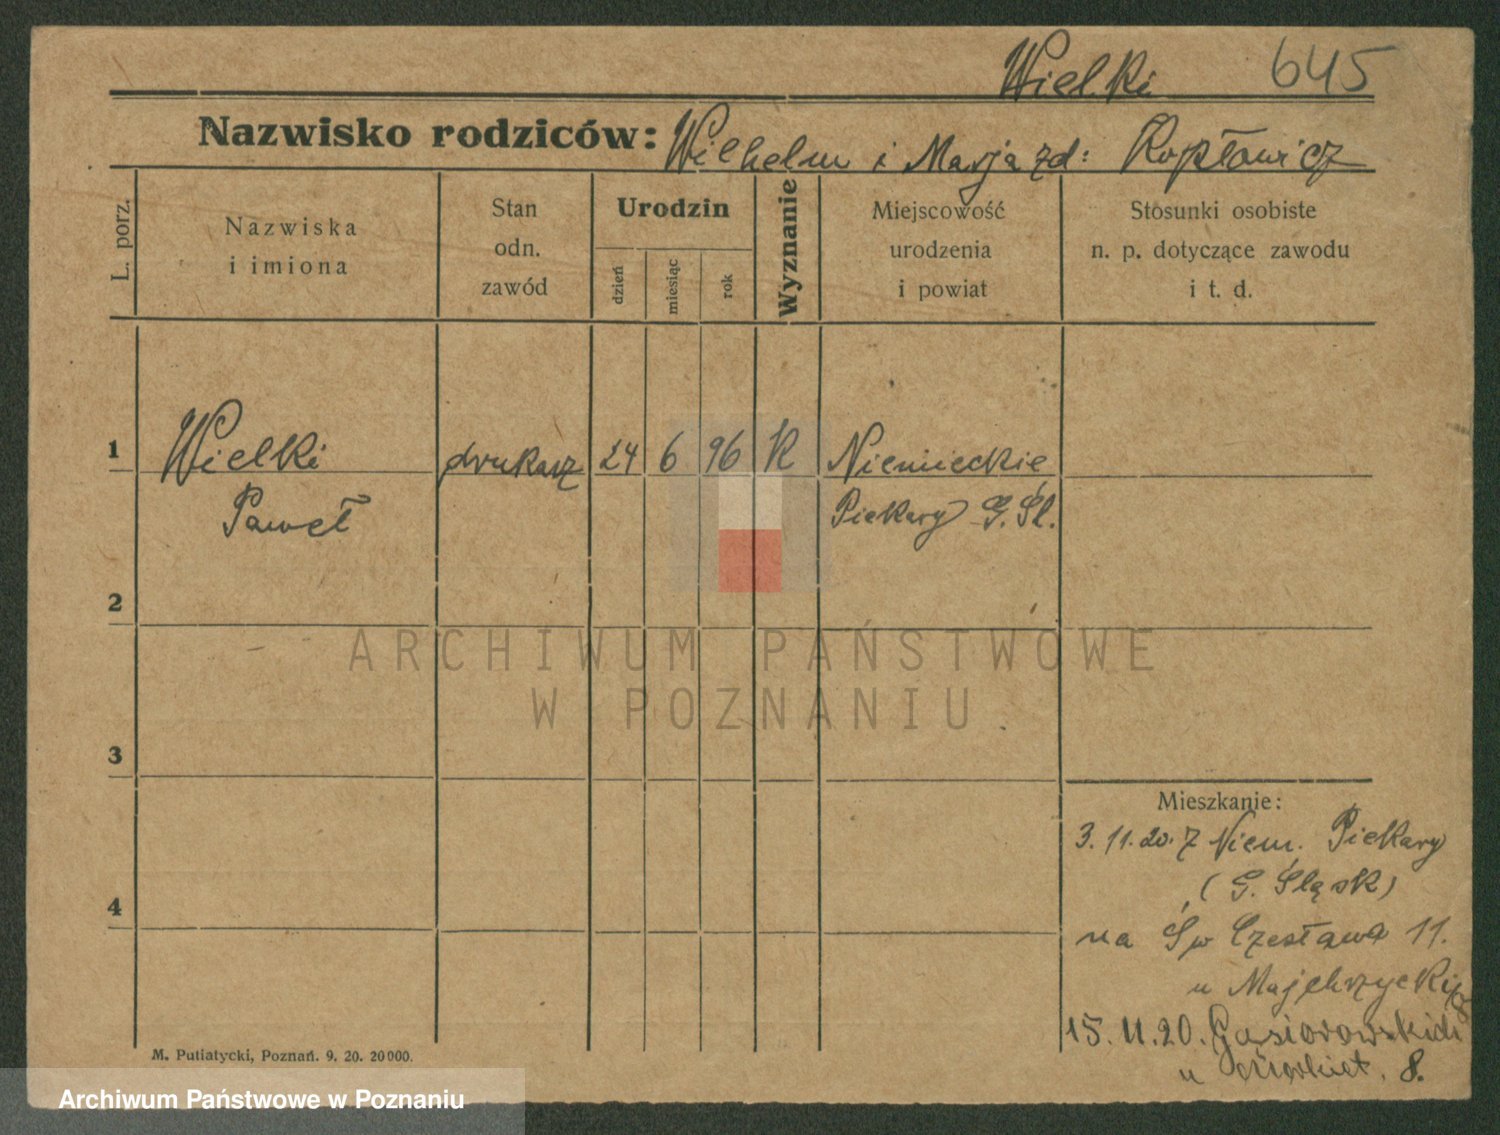 Wielki 645
Nazwisko rodziców: Wilhelm i Marja zd: Kopłowicz
L. porz.
Nazwiska
i imiona
Stan
odn.
zawód
Urodzin
dzień
miesiąc
rok
Wyznanie
Miejscowość
urodzenia
i powiat
Stosunki osobiste
n. p. dotyczące zawodu
i t. d.
1 Wielki drukarz 24 6 96 K Niemieckie
Paweł Piekary G. Śl.
2
3
4
Mieszkanie:
3. 11. 20. z Niem. Piekary
(G. Śląsk)
na Św Czesława 11.
u
15. 11. 20. Gąsiorowskich
u 8.
M. Putiatycki, Poznań. 9. 20. 20000.
ARCHIWUM PAŃSTWOWE
W POZNANIU
Archiwum Państwowe w Poznaniu